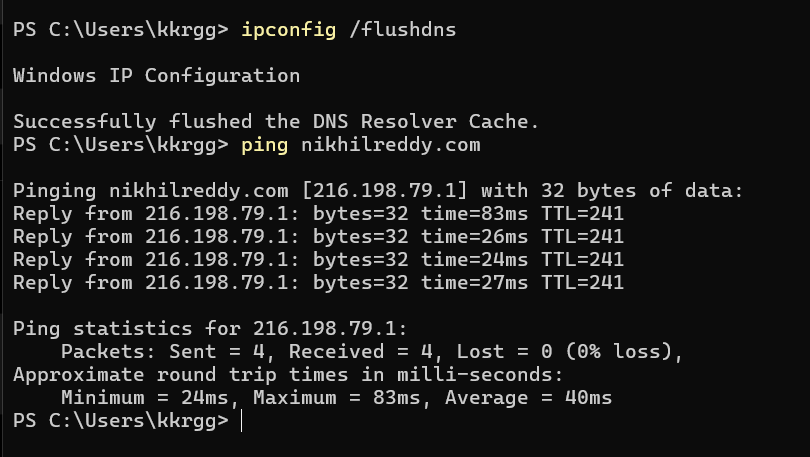 PS C:\Users\kkrgg> ipconfig /flushdns
Windows IP Configuration
Successfully flushed the DNS Resolver Cache.
PS C:\Users\kkrgg> ping nikhilreddy.com
Pinging nikhilreddy.com [216.198.79.1] with 32 bytes of data:
Reply from 216.198.79.1: bytes=32 time=83ms TTL=241
Reply from 216.198.79.1: bytes=32 time=26ms TTL=241
Reply from 216.198.79.1: bytes=32 time=24ms TTL=241
Reply from 216.198.79.1: bytes=32 time=27ms TTL=241
Ping statistics for 216.198.79.1:
    Packets: Sent = 4, Received = 4, Lost = 0 (0% loss),
Approximate round trip times in milli-seconds:
    Minimum = 24ms, Maximum = 83ms, Average = 40ms
PS C:\Users\kkrgg>